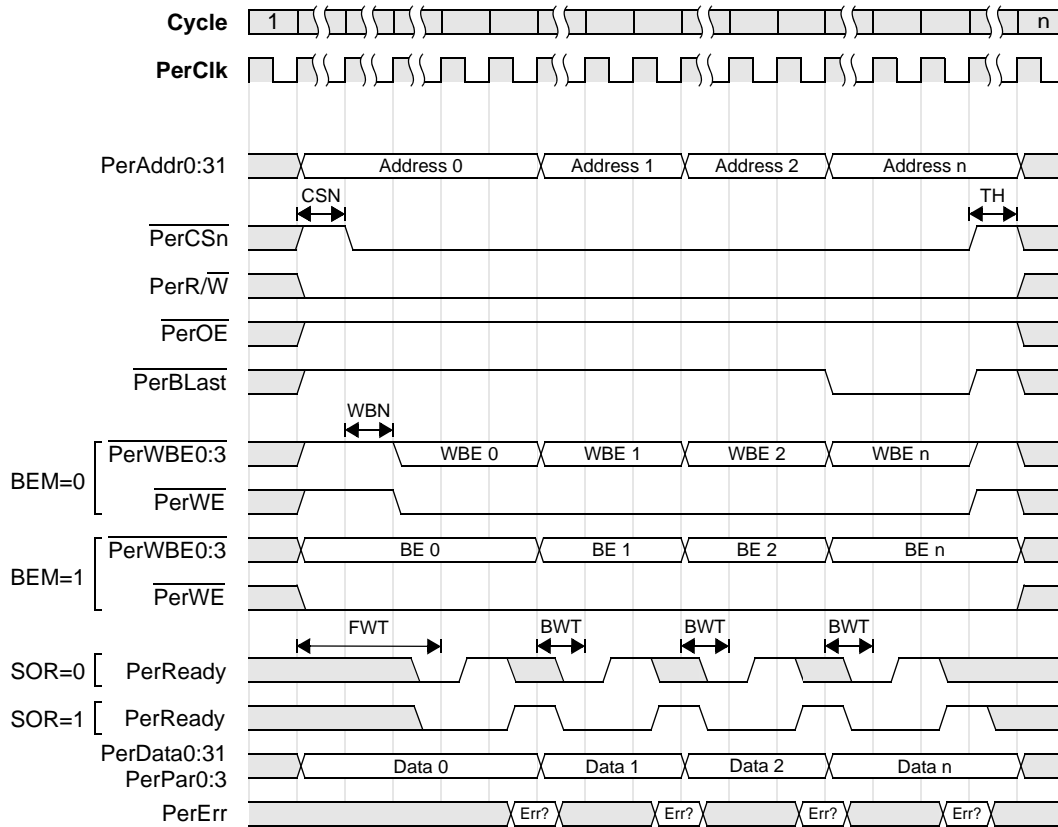 Cycle 1 n
PerClk
PerAddr0:31 Address 0 Address 1 Address 2 Address n
CSN TH
PerCSn
PerR/W
PerOE
PerBLast
WBN
BEM=0 PerWBE0:3 WBE 0 WBE 1 WBE 2 WBE n
PerWE
BEM=1 PerWBE0:3 BE 0 BE 1 BE 2 BE n
PerWE
FWT BWT BWT BWT
SOR=0 PerReady
SOR=1 PerReady
PerData0:31
PerPar0:3 Data 0 Data 1 Data 2 Data n
PerErr Err? Err? Err? Err?